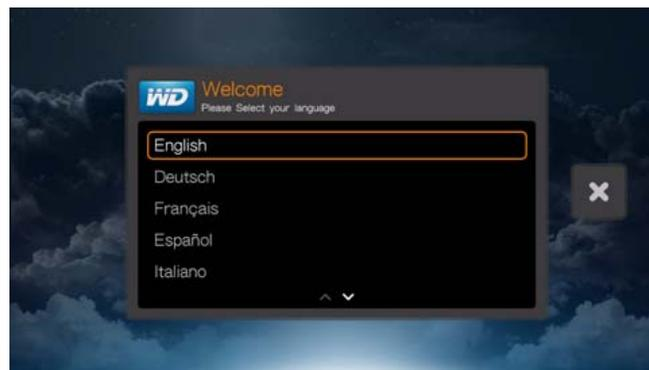 WD
Welcome
Please Select your language
English
Deutsch
Français
Español
Italiano